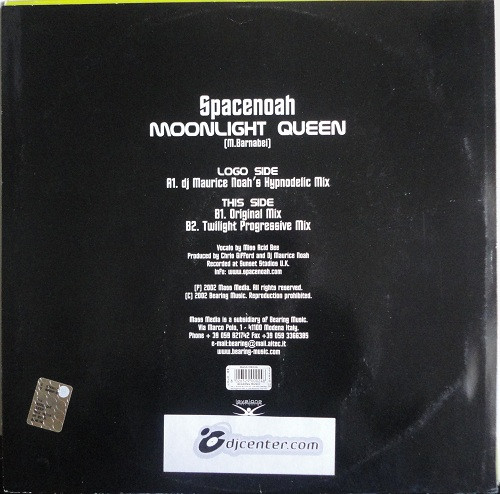 Spacenoah
MOONLIGHT QUEEN
(M.Barnabei)
LOGO SIDE
A1. dj Maurice Noah's Hypnodelic Mix
THIS SIDE
B1. Original Mix
B2. Twilight Progressive Mix
Vocals by Miss Acid Bee
Produced by Chris Gifford and Dj Maurice Noah
Recorded at Sunset Studios U.K.
Info: www.spacenoah.com
(P) 2002 Mass Media. All rights reserved.
(C) 2002 Bearing Music. Reproduction prohibited.
Mass Media is a subsidiary of Bearing Music.
Via Marco Polo, 1 - 41100 Modena Italy.
Phone + 39 059 821742 Fax +39 059 3366385
e-mail:bearing@mail.aitec.it
www.bearing-music.com
djcenter.com